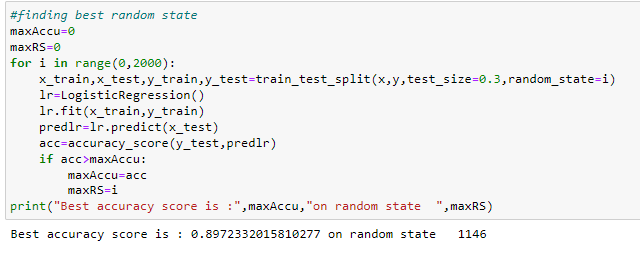 #finding best random state
maxAccu=0
maxRS=0
for i in range(0,2000):
    x_train,x_test,y_train,y_test=train_test_split(x,y,test_size=0.3,random_state=i)
    lr=LogisticRegression()
    lr.fit(x_train,y_train)
    predlr=lr.predict(x_test)
    acc=accuracy_score(y_test,predlr)
    if acc>maxAccu:
        maxAccu=acc
        maxRS=i
print("Best accuracy score is :",maxAccu,"on random state  ",maxRS)
Best accuracy score is : 0.8972332015810277 on random state   1146